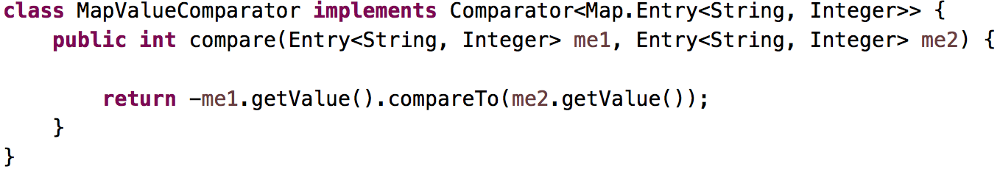 class MapValueComparator implements Comparator<Map.Entry<String, Integer>> {
    public int compare(Entry<String, Integer> me1, Entry<String, Integer> me2) {
        return -me1.getValue().compareTo(me2.getValue());
    }
}